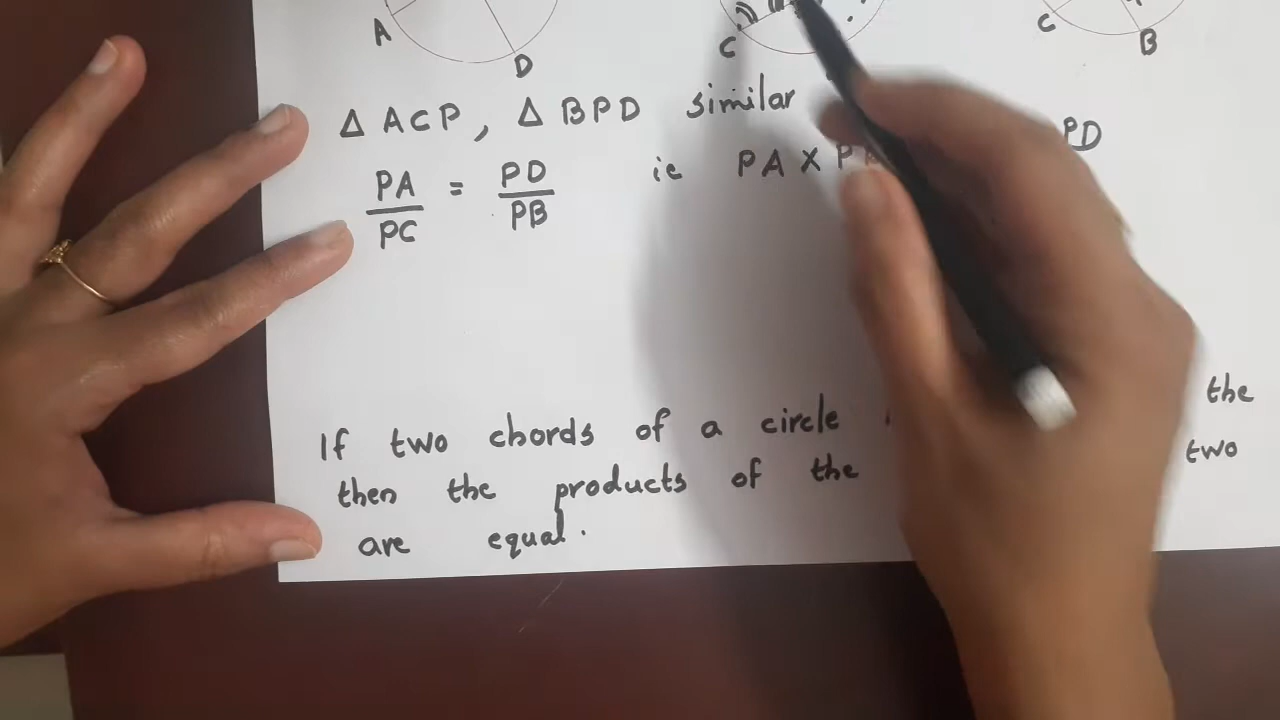 A D C C B
Δ ACP, Δ BPD similar
PA/PC = PD/PB ie PA X P PD
If two chords of a circle the
then the products of the two
are equal.